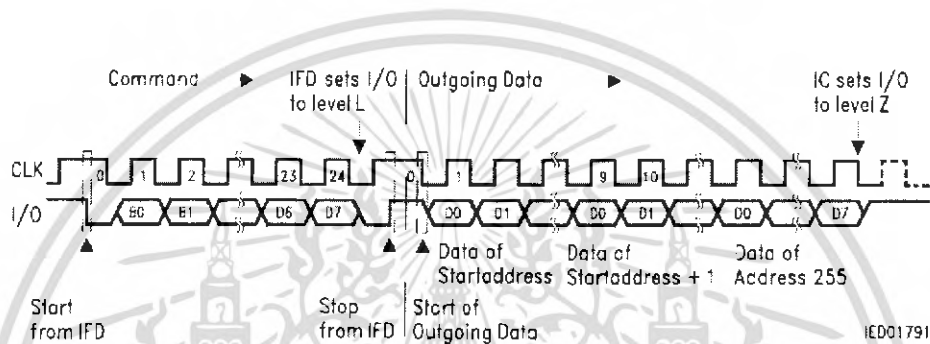 Command
IFD sets I/O
to level L
Outgoing Data
IC sets I/O
to level Z
CLK 0 1 2 23 24 0 1 9 10
I/O B0 B1 D6 D7 D0 D1 D0 D1 D0 D7
Data of
Startaddress
Data of
Startaddress + 1
Data of
Address 255
Start
from IFD
Stop
from IFD
Start of
Outgoing Data
IED01791